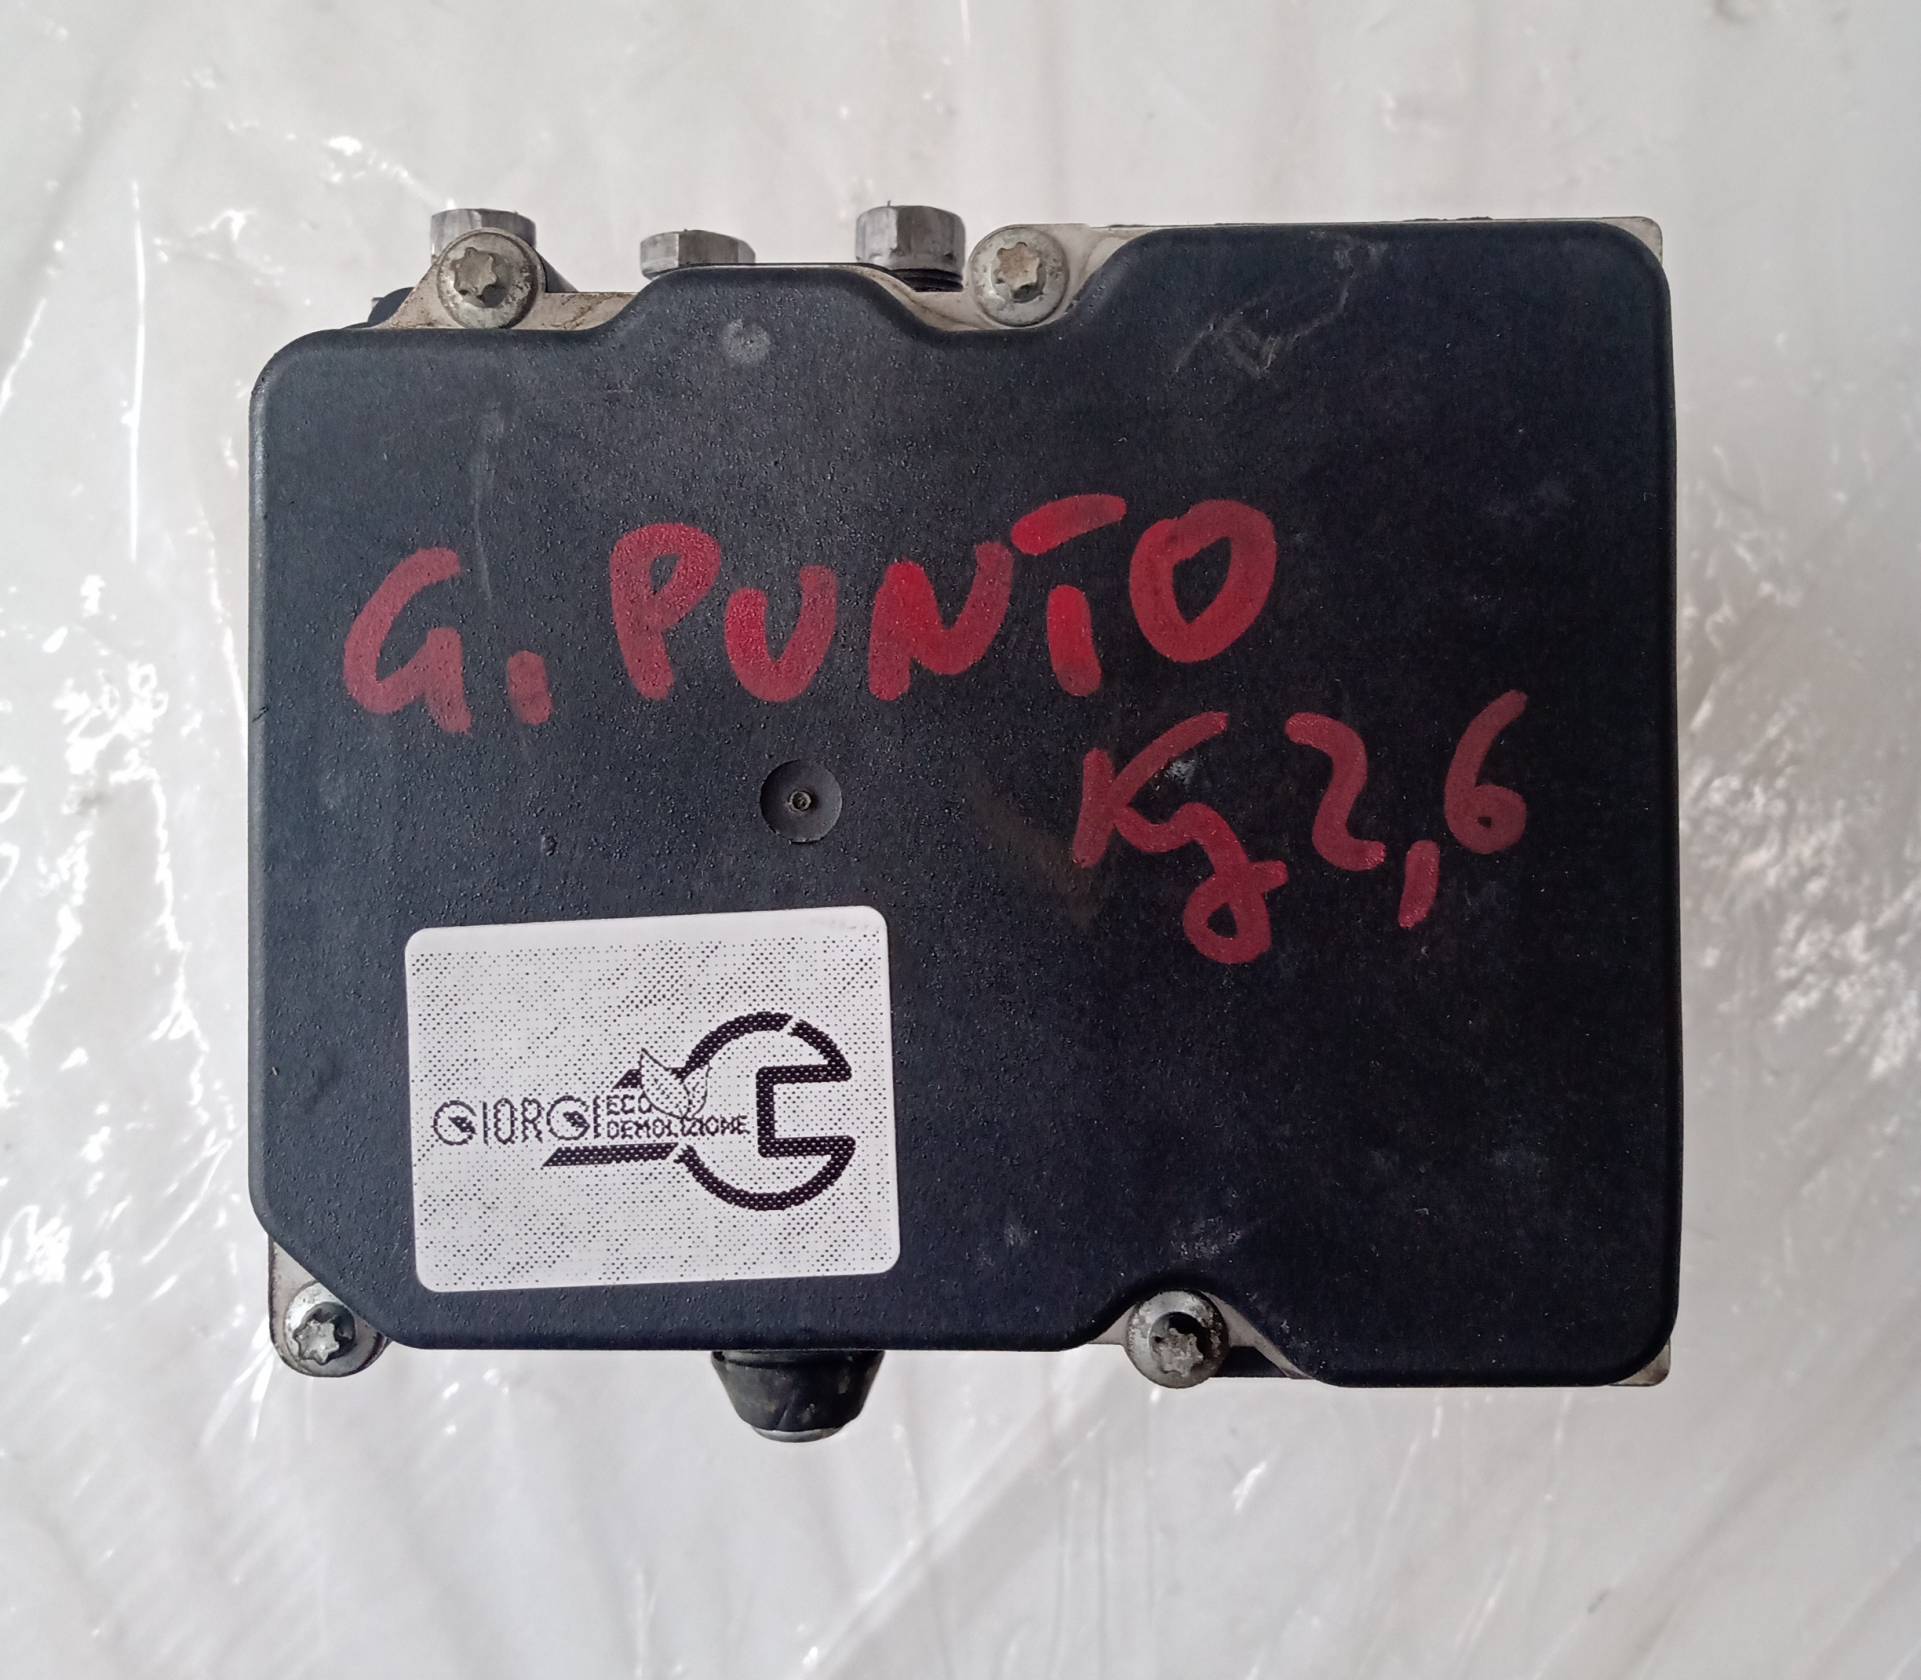 G. PUNTO
Kg 2,6
GIORGI ECO
DEMOLIZIONE